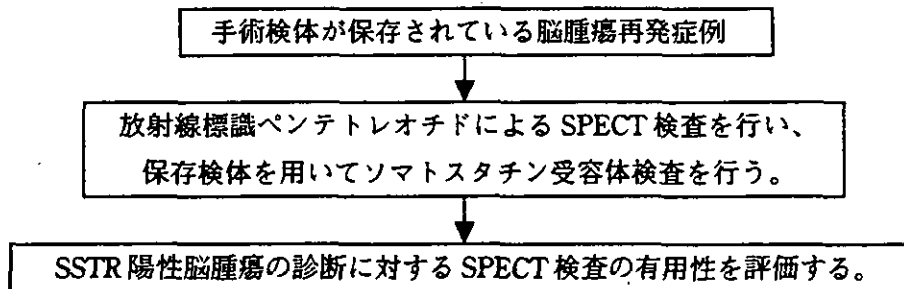 手術検体が保存されている脳腫瘍再発症例
放射線標識ペンテトレオチドによる SPECT 検査を行い、
保存検体を用いてソマトスタチン受容体検査を行う。
SSTR 陽性脳腫瘍の診断に対する SPECT 検査の有用性を評価する。